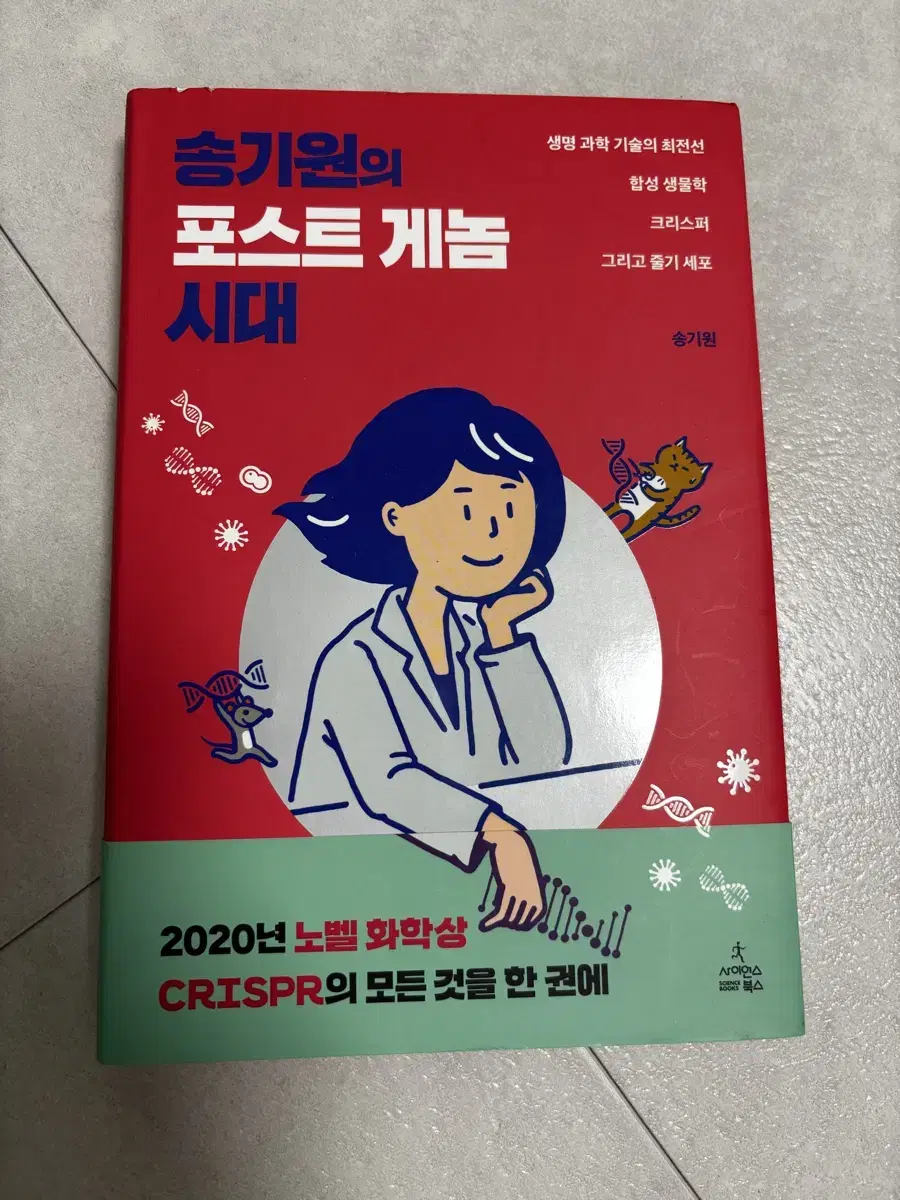 송기원의
포스트 게놈
시대
생명 과학 기술의 최전선
합성 생물학
크리스퍼
그리고 줄기 세포
송기원
2020년 노벨 화학상
CRISPR의 모든 것을 한 권에
사이언스
SCIENCE BOOKS 북스